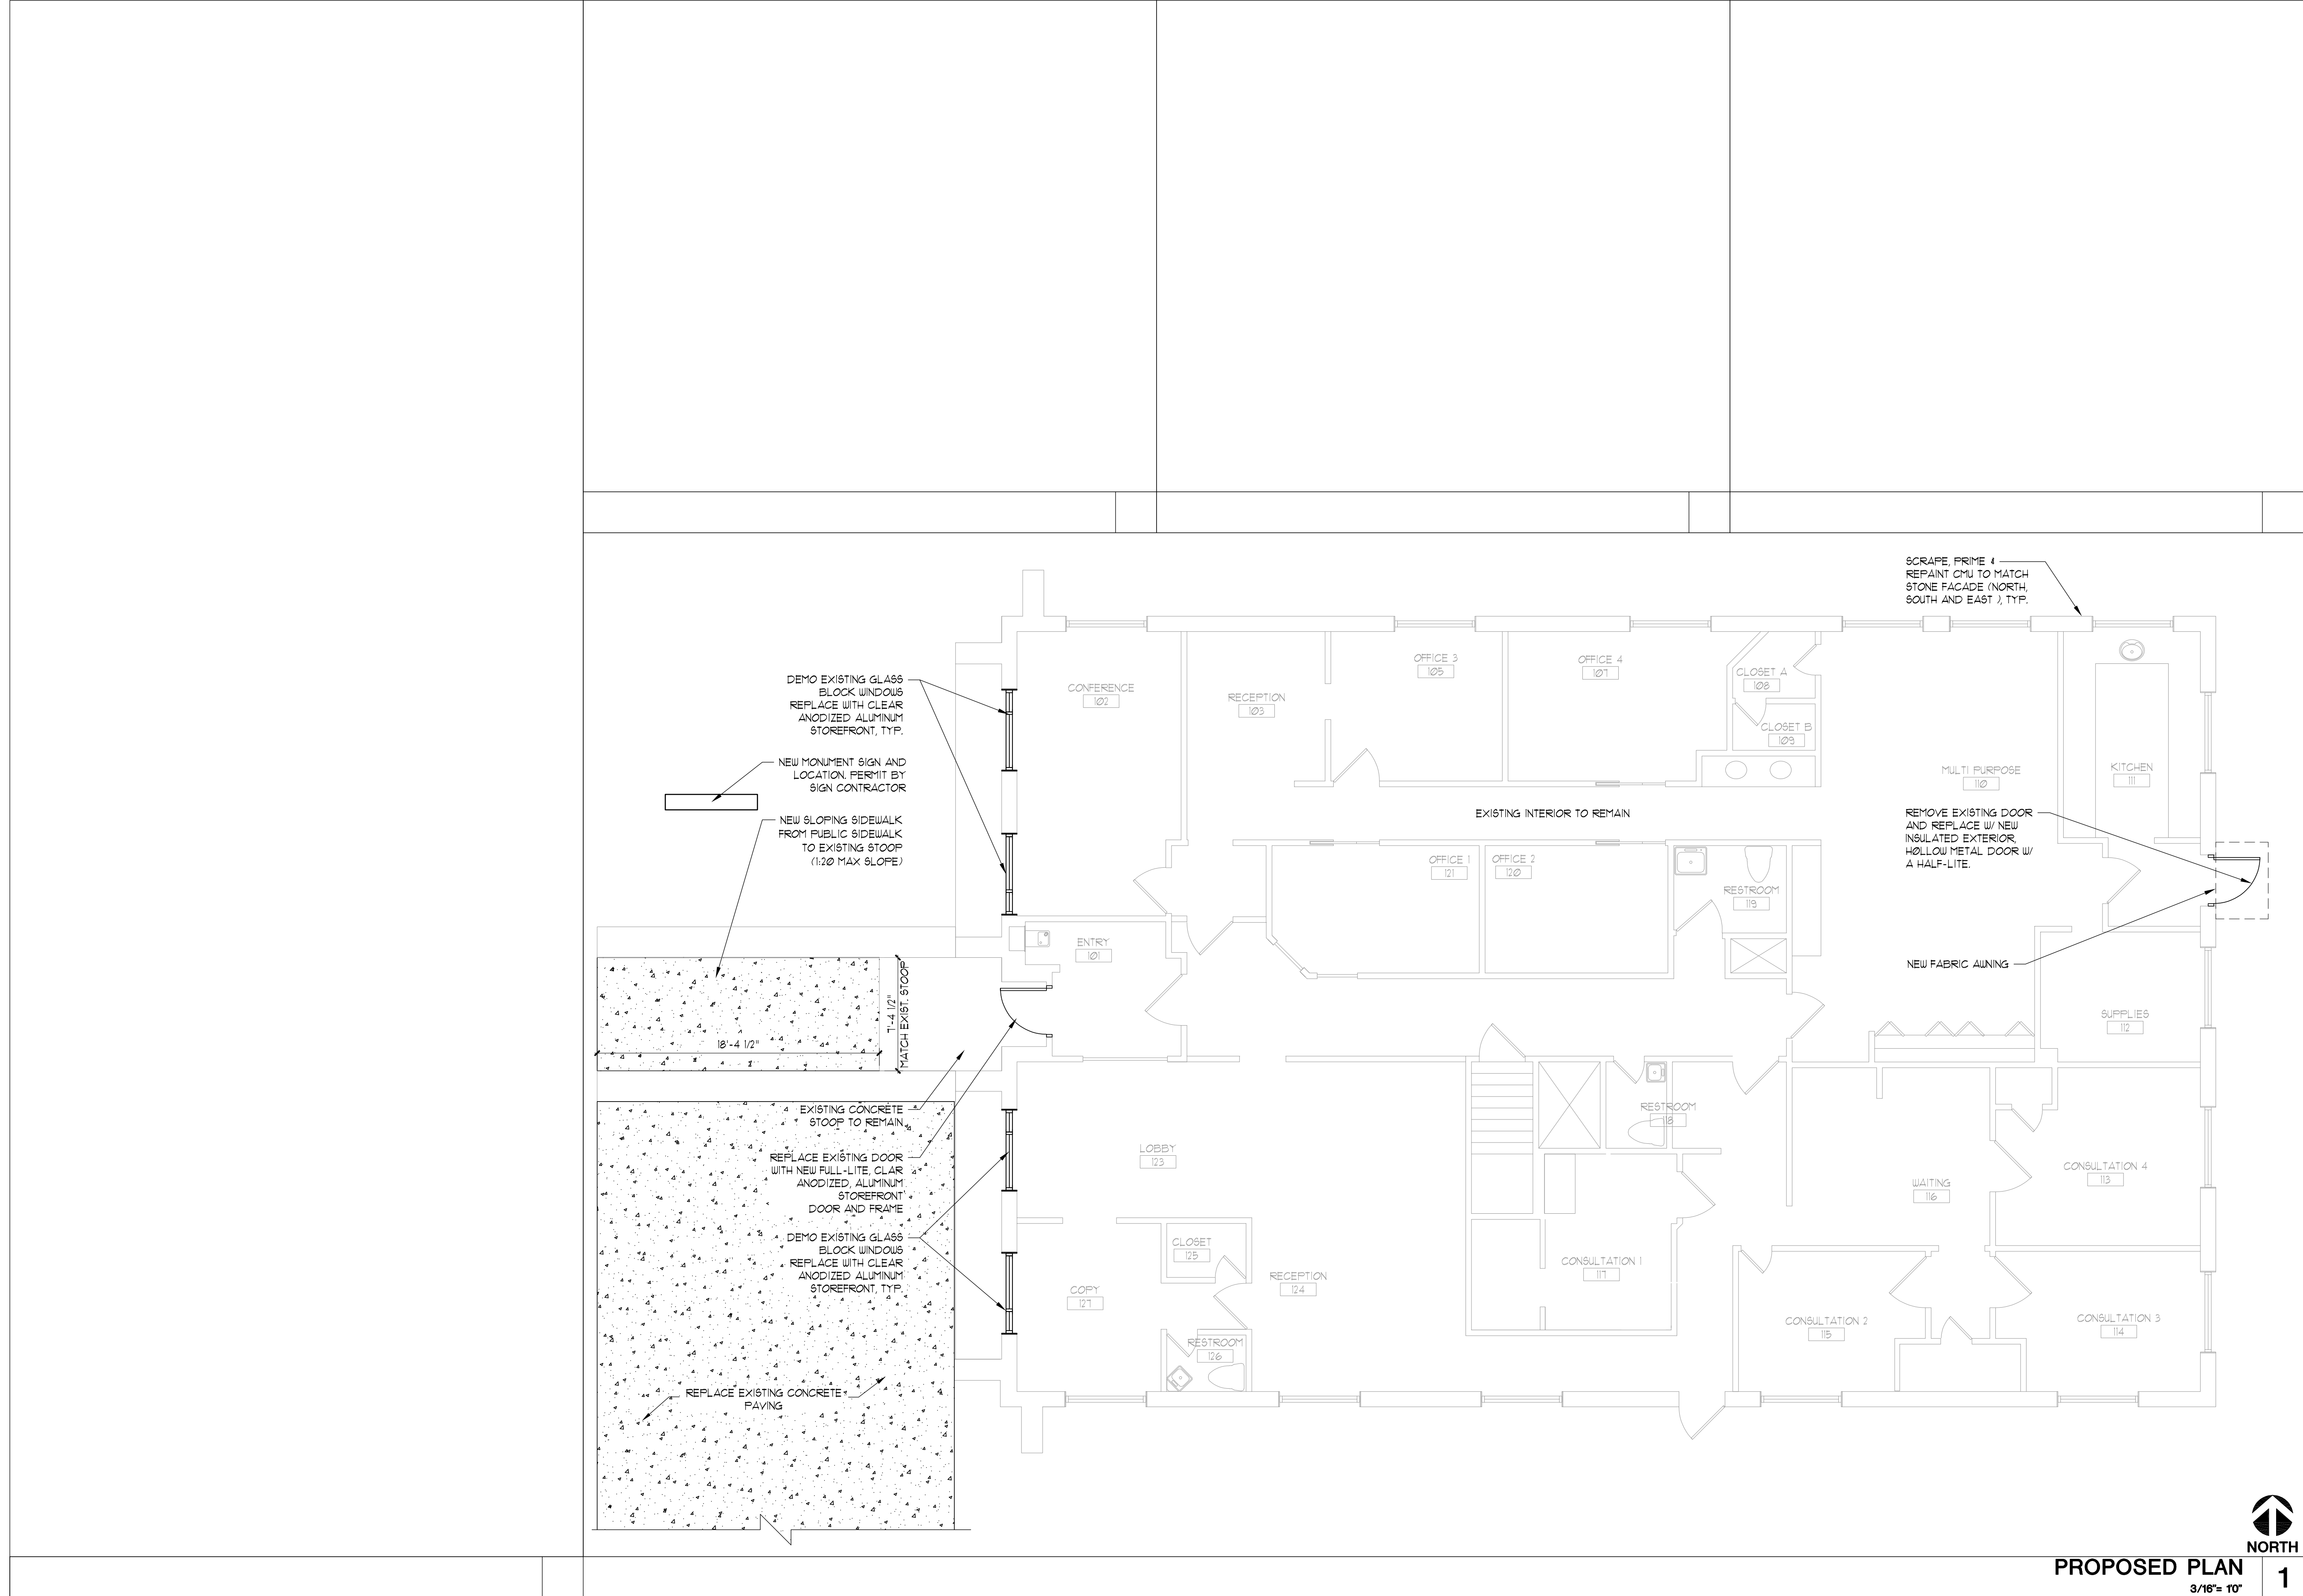 SCRAPE, PRIME &
REPAINT CMU TO MATCH
STONE FACADE (NORTH,
SOUTH AND EAST ), TYP.
DEMO EXISTING GLASS
BLOCK WINDOWS
REPLACE WITH CLEAR
ANODIZED ALUMINUM
STOREFRONT, TYP.
NEW MONUMENT SIGN AND
LOCATION. PERMIT BY
SIGN CONTRACTOR
NEW SLOPING SIDEWALK
FROM PUBLIC SIDEWALK
TO EXISTING STOOP
(1:20 MAX SLOPE)
CONFERENCE
102
RECEPTION
103
OFFICE 3
105
OFFICE 4
107
CLOSET A
108
CLOSET B
109
MULTI PURPOSE
110
KITCHEN
111
EXISTING INTERIOR TO REMAIN
REMOVE EXISTING DOOR
AND REPLACE W/ NEW
INSULATED EXTERIOR,
HOLLOW METAL DOOR W/
A HALF-LITE.
OFFICE 1
121
OFFICE 2
120
RESTROOM
119
ENTRY
101
NEW FABRIC AWNING
7'-4 1/2"
MATCH EXIST. STOOP
18'-4 1/2"
SUPPLIES
112
EXISTING CONCRETE
STOOP TO REMAIN
REPLACE EXISTING DOOR
WITH NEW FULL-LITE, CLAR
ANODIZED, ALUMINUM
STOREFRONT
DOOR AND FRAME
DEMO EXISTING GLASS
BLOCK WINDOWS
REPLACE WITH CLEAR
ANODIZED ALUMINUM
STOREFRONT, TYP.
RESTROOM
118
LOBBY
123
CONSULTATION 4
113
WAITING
116
CLOSET
125
CONSULTATION 1
117
RECEPTION
124
COPY
127
CONSULTATION 2
115
CONSULTATION 3
114
RESTROOM
126
REPLACE EXISTING CONCRETE
PAVING
NORTH
PROPOSED PLAN
3/16"= 1'0"
1